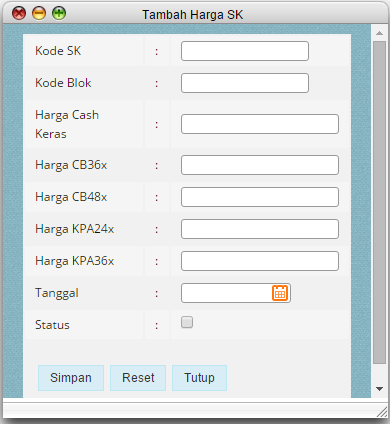 Tambah Harga SK
Kode SK :
Kode Blok :
Harga Cash
Keras :
Harga CB36x :
Harga CB48x :
Harga KPA24x :
Harga KPA36x :
Tanggal :
Status :
Simpan Reset Tutup